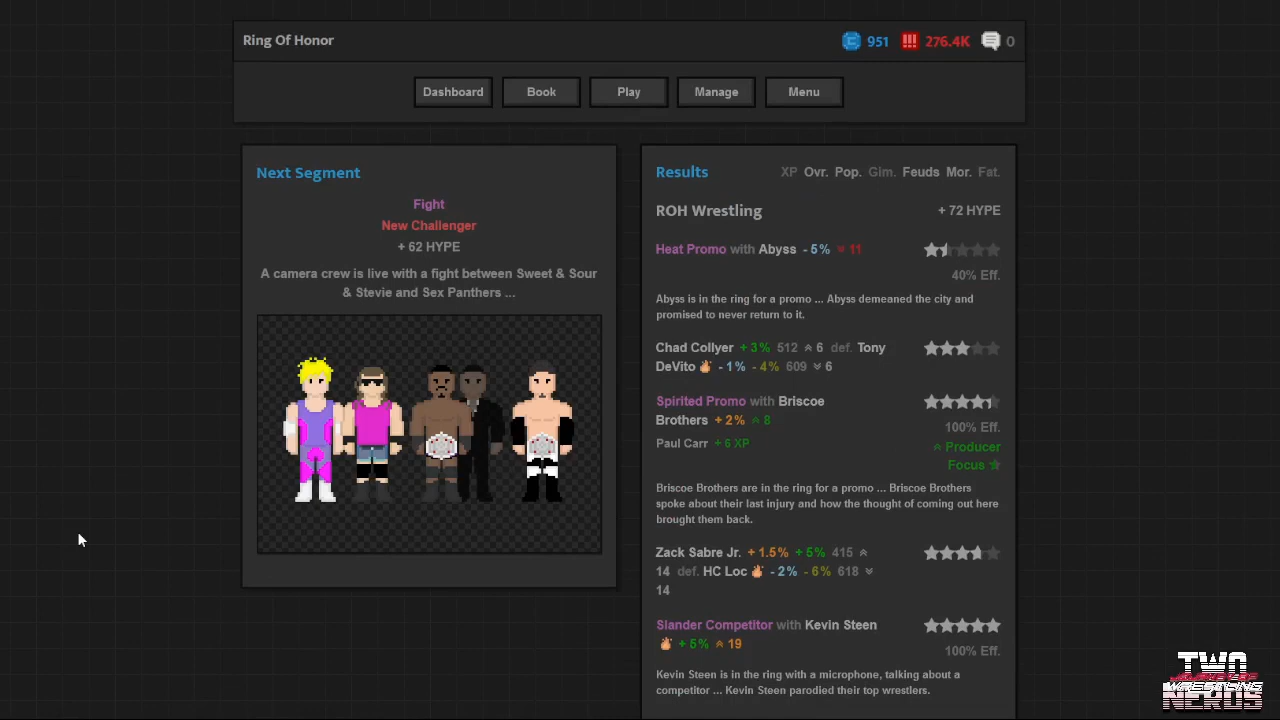 Ring Of Honor
951 276.4K 0
Dashboard Book Play Manage Menu
Next Segment
Fight
New Challenger
+ 62 HYPE
A camera crew is live with a fight between Sweet & Sour
& Stevie and Sex Panthers ...
Results XP Ovr. Pop. Gim. Feuds Mor. Fat.
ROH Wrestling + 72 HYPE
Heat Promo with Abyss - 5% 11
40% Eff.
Abyss is in the ring for a promo ... Abyss demeaned the city and
promised to never return to it.
Chad Collyer + 3% 512 6 def. Tony
DeVito - 1% - 4% 609 6
Spirited Promo with Briscoe
Brothers + 2% 8
100% Eff.
Paul Carr + 6 XP
Producer
Focus
Briscoe Brothers are in the ring for a promo ... Briscoe Brothers
spoke about their last injury and how the thought of coming out here
brought them back.
Zack Sabre Jr. + 1.5% + 5% 415
14 def. HC Loc - 2% - 6% 618
14
Slander Competitor with Kevin Steen
+ 5% 19
100% Eff.
Kevin Steen is in the ring with a microphone, talking about a
competitor ... Kevin Steen parodied their top wrestlers.
TWO
WRESTLING
NERDS